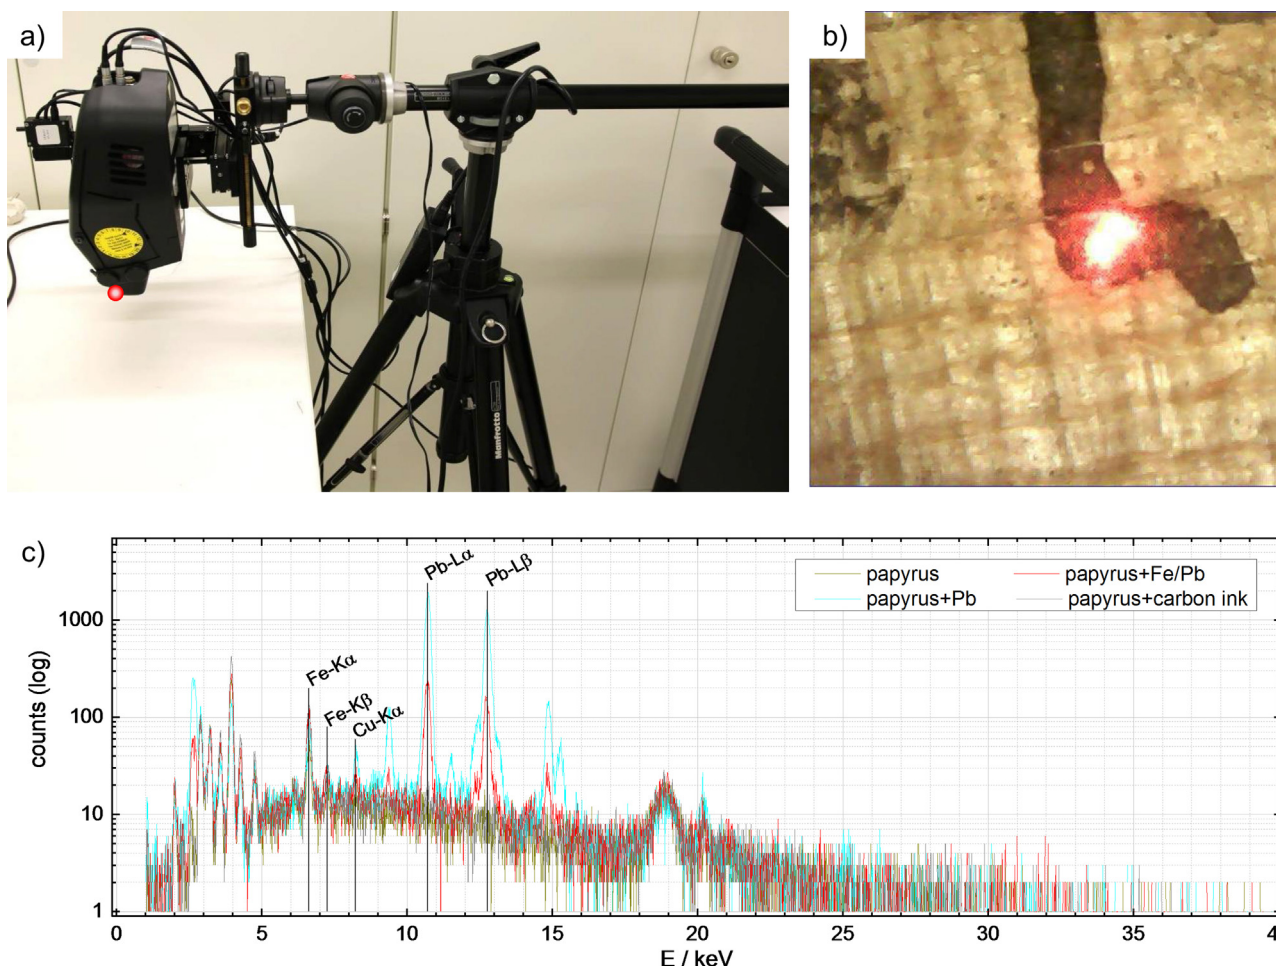 a)
b)
Manfrotto
c)
Pb-Lα
Pb-Lβ
Fe-Kα
Fe-Kβ
Cu-Kα
papyrus
papyrus+Fe/Pb
papyrus+Pb
papyrus+carbon ink
counts (log)
1000
100
10
1
0 5 10 15 20 25 30 35 4
E / keV